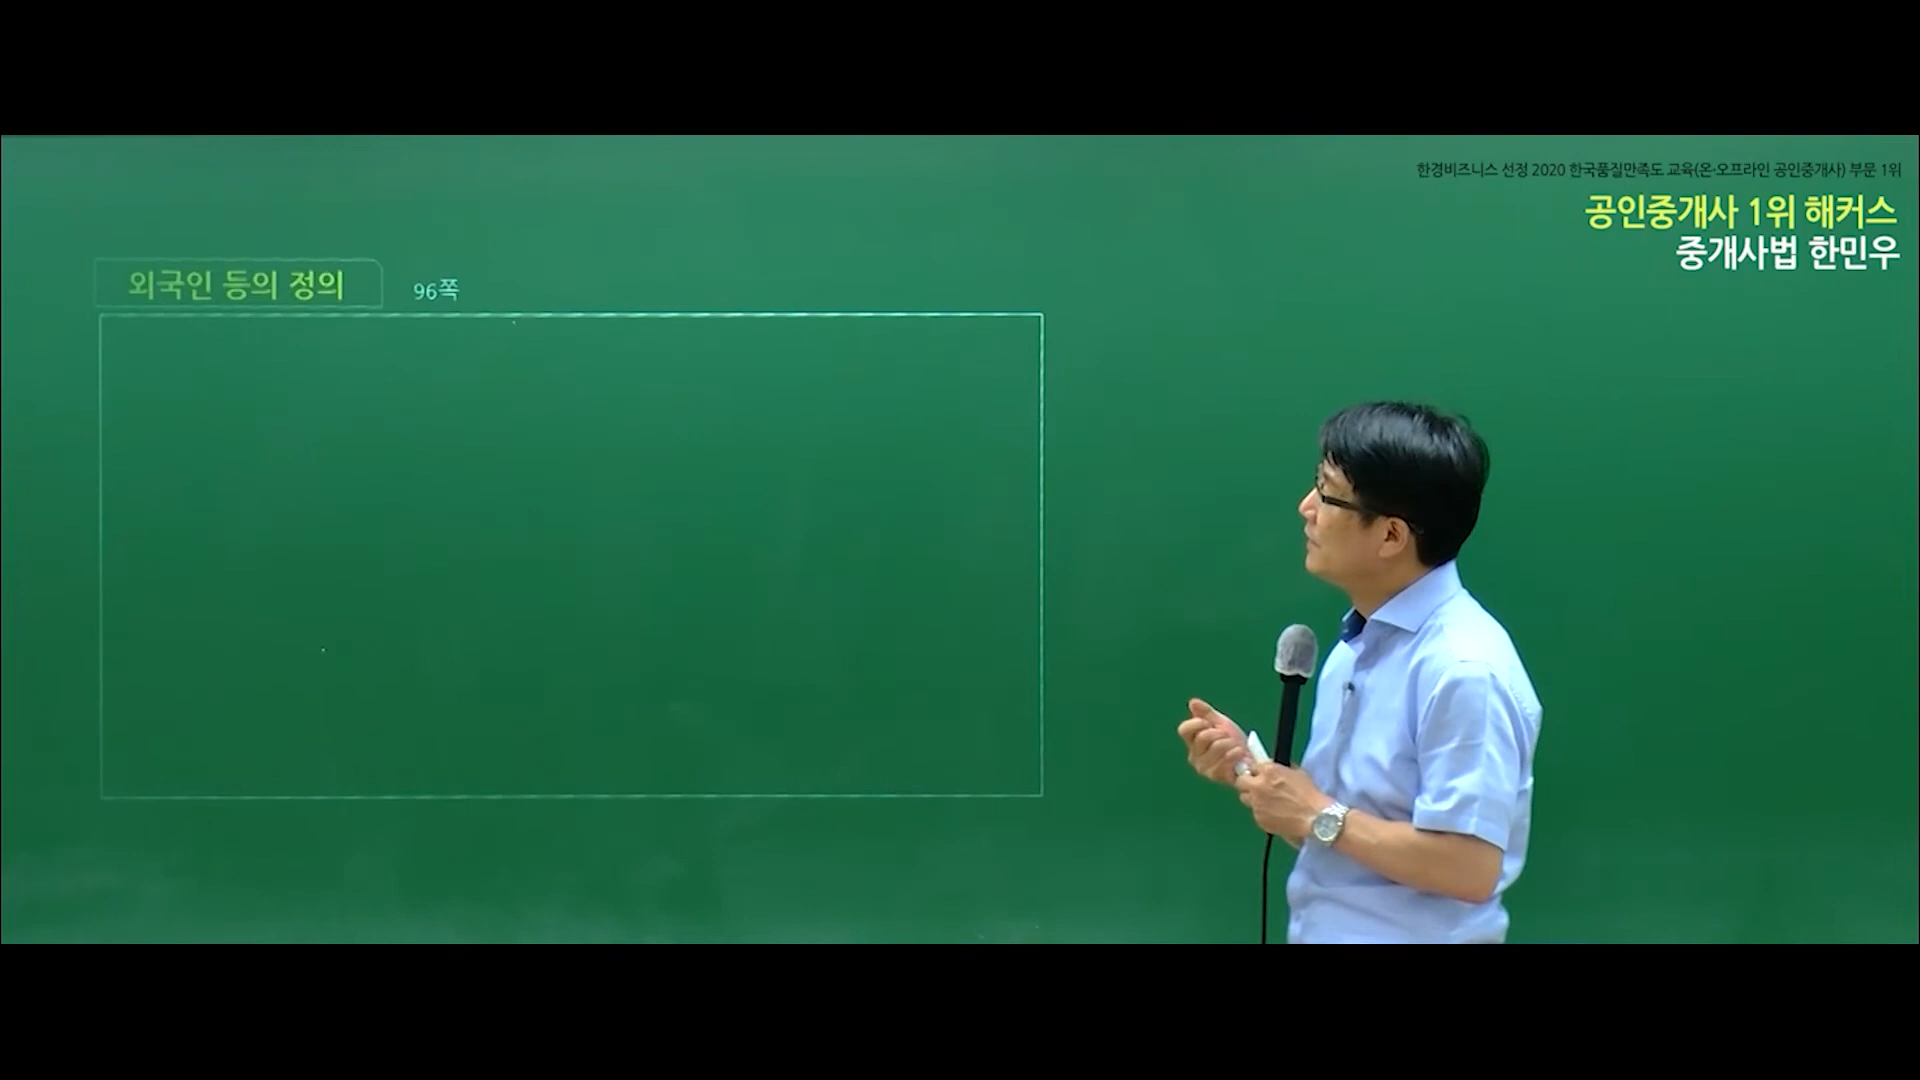 한경비즈니스 선정 2020 한국품질만족도 교육(온·오프라인 공인중개사) 부문 1위
공인중개사 1위 해커스
중개사법 한민우
외국인 등의 정의 96쪽